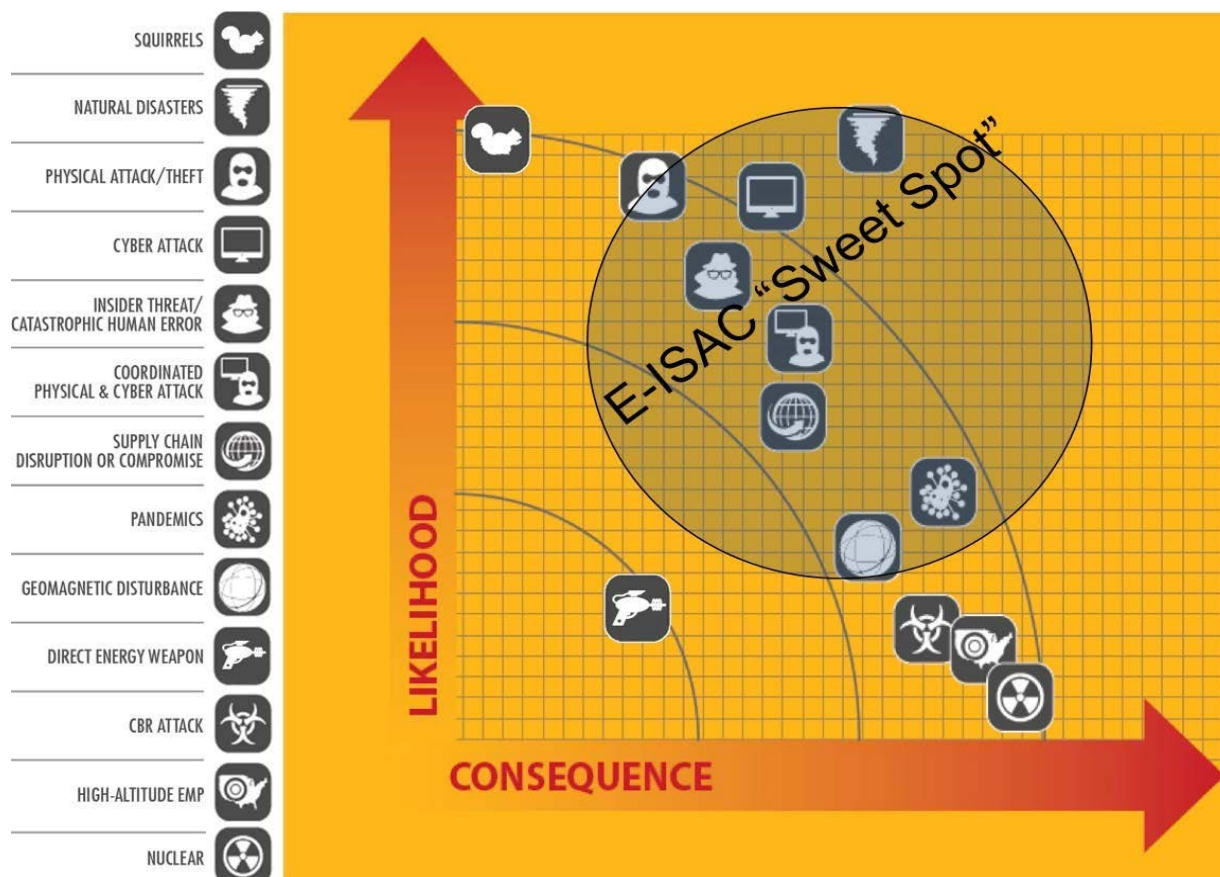 SQUIRRELS
NATURAL DISASTERS
PHYSICAL ATTACK/THEFT
CYBER ATTACK
INSIDER THREAT/
CATASTROPHIC HUMAN ERROR
COORDINATED
PHYSICAL & CYBER ATTACK
SUPPLY CHAIN
DISRUPTION OR COMPROMISE
PANDEMICS
GEOMAGNETIC DISTURBANCE
DIRECT ENERGY WEAPON
CBR ATTACK
HIGH-ALTITUDE EMP
NUCLEAR
LIKELIHOOD
E-ISAC “Sweet Spot”
CONSEQUENCE